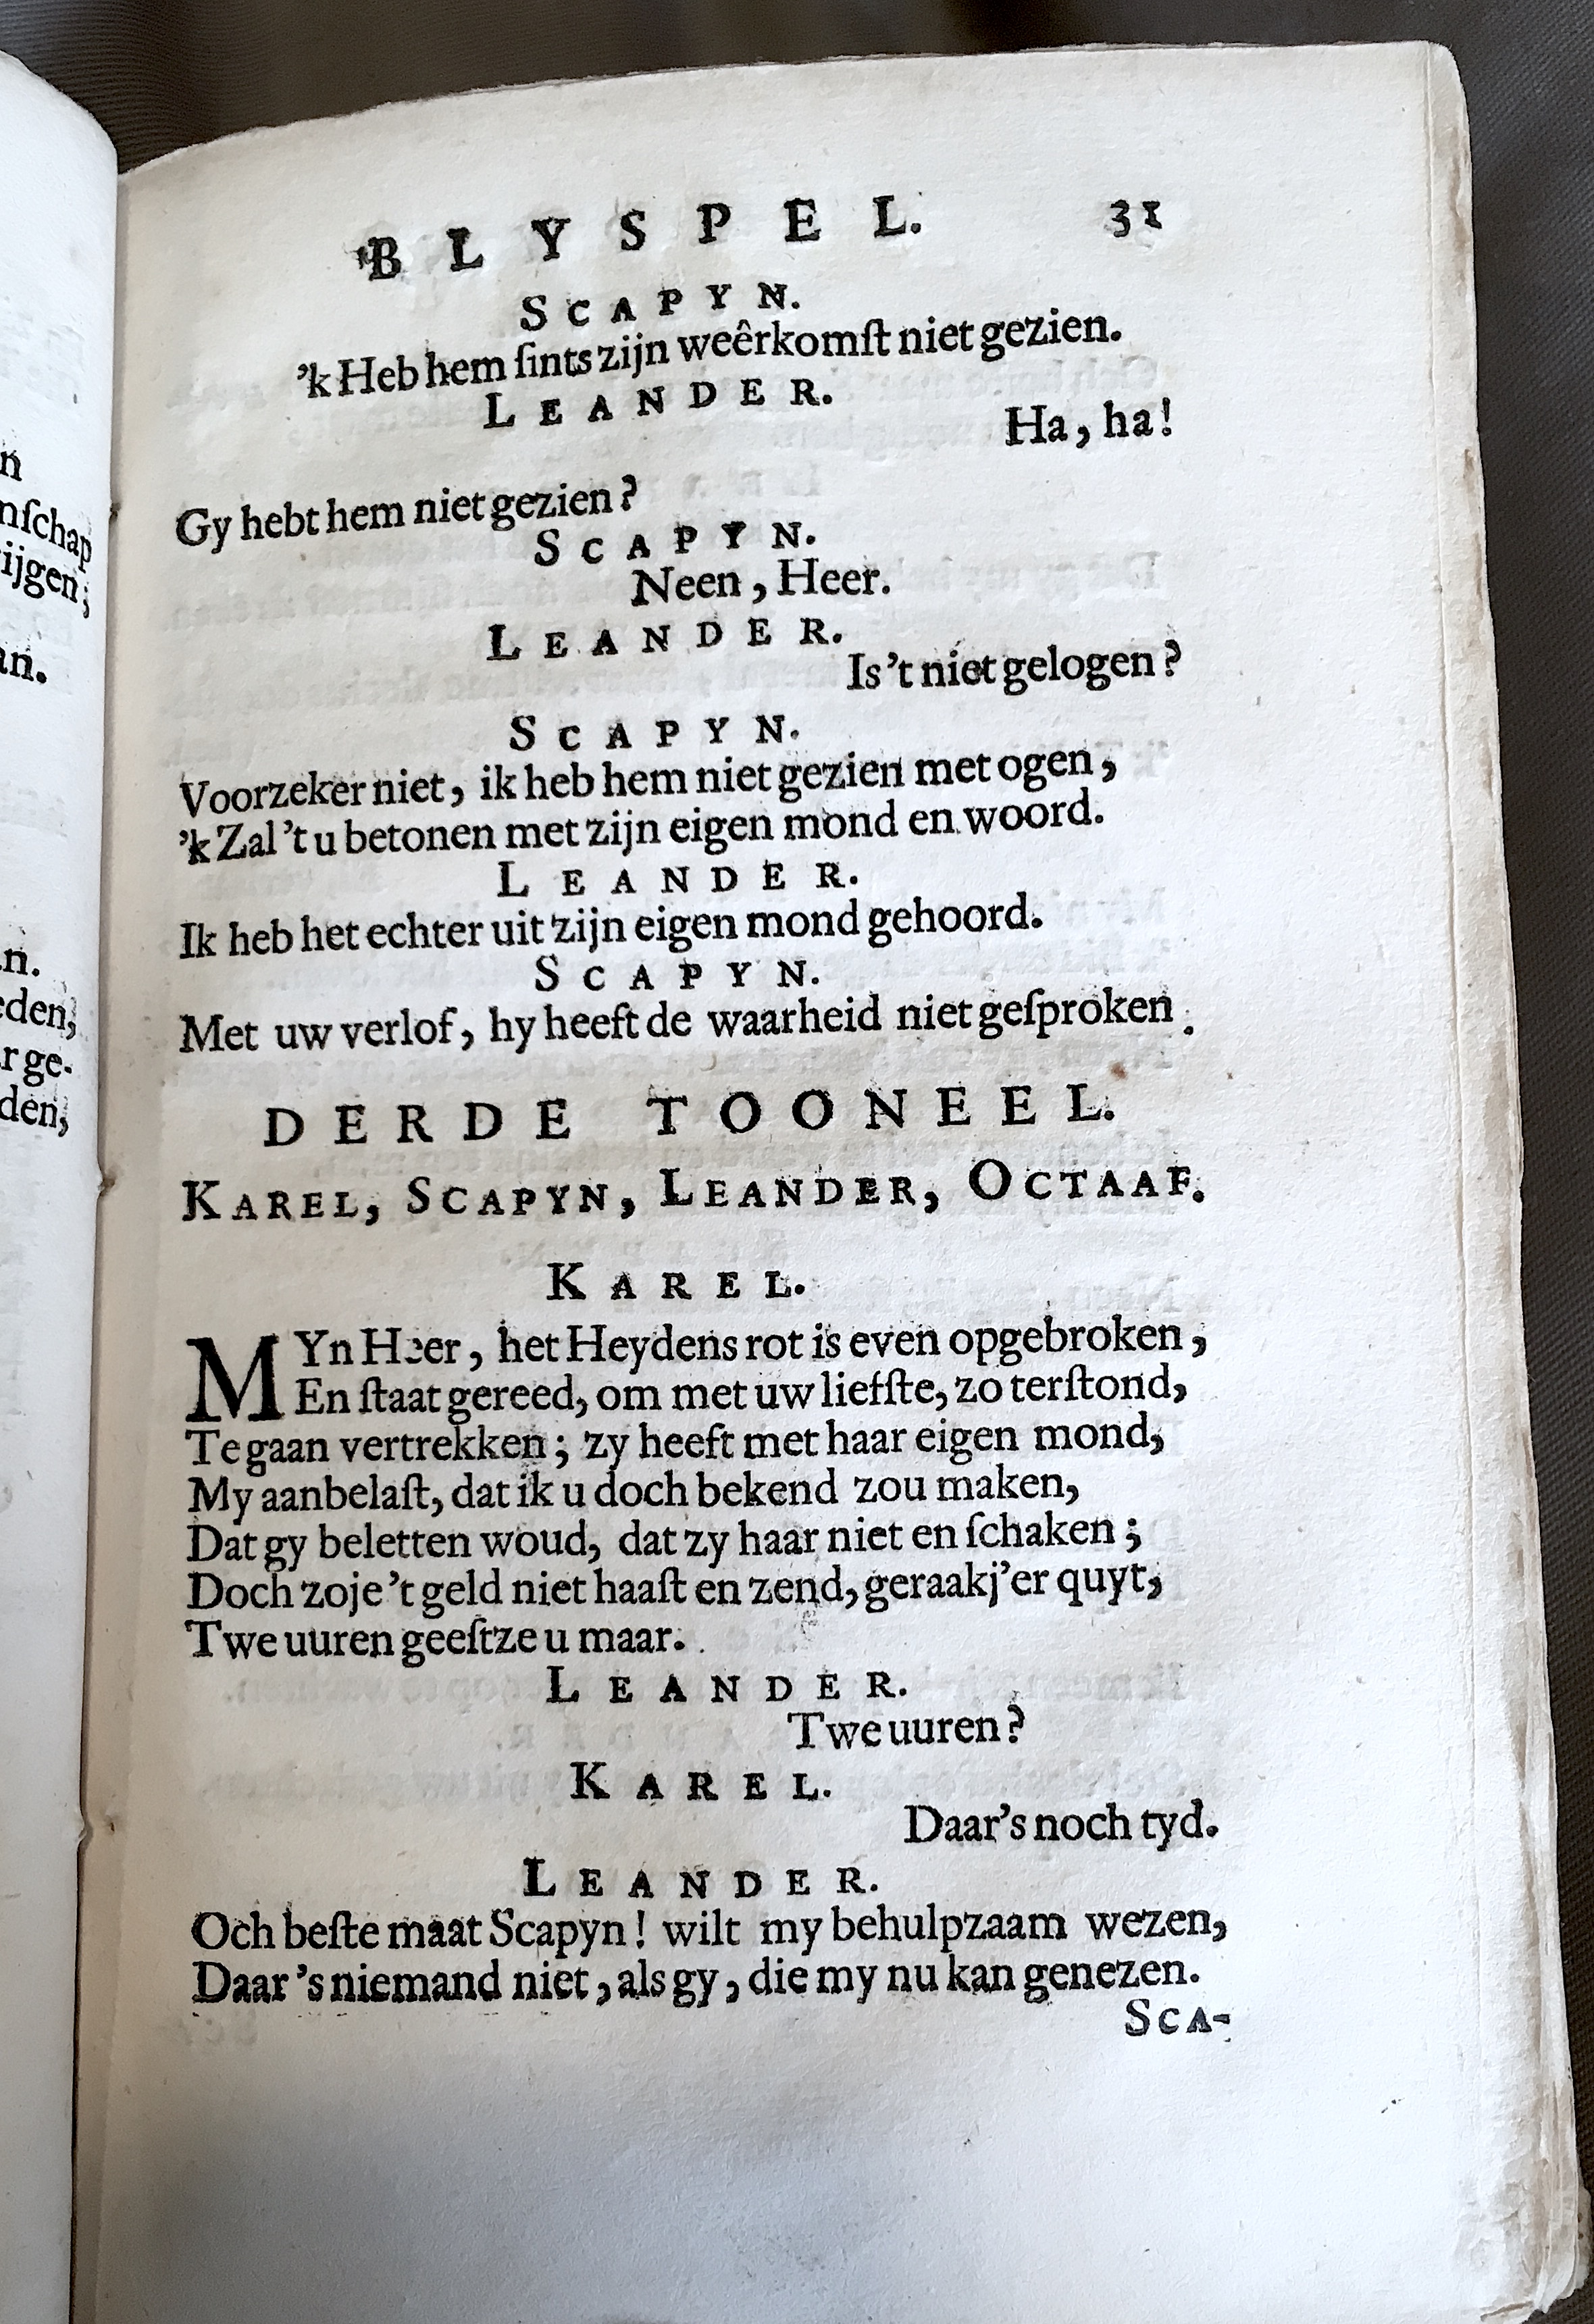 n
nſchap
ijgen;
an.
n.
eden,
r ge-
den,
BLYSPEL. 31
SCAPYN.
'k Heb hem ſints zijn weêrkomſt niet gezien.
LEANDER.
Ha, ha!
Gy hebt hem niet gezien?
SCAPYN.
Neen, Heer.
LEANDER.
Is 't niet gelogen?
SCAPYN.
Voorzeker niet, ik heb hem niet gezien met ogen,
'k Zal 't u betonen met zijn eigen mond en woord.
LEANDER.
Ik heb het echter uit zijn eigen mond gehoord.
SCAPYN.
Met uw verlof, hy heeft de waarheid niet geſproken.
DERDE TOONEEL.
KAREL, SCAPYN, LEANDER, OCTAAF.
KAREL.
MYn Heer, het Heydens rot is even opgebroken,
En ſtaat gereed, om met uw liefſte, zo terſtond,
Te gaan vertrekken; zy heeft met haar eigen mond,
My aanbelaſt, dat ik u doch bekend zou maken,
Dat gy beletten woud, dat zy haar niet en ſchaken;
Doch zo je 't geld niet haaſt en zend, geraakj'er quyt,
Twe uuren geeſtze u maar.
LEANDER.
Twe uuren?
KAREL.
Daar's noch tyd.
LEANDER.
Och beſte maat Scapyn! wilt my behulpzaam wezen,
Daar 's niemand niet, als gy, die my nu kan genezen.
SCA-